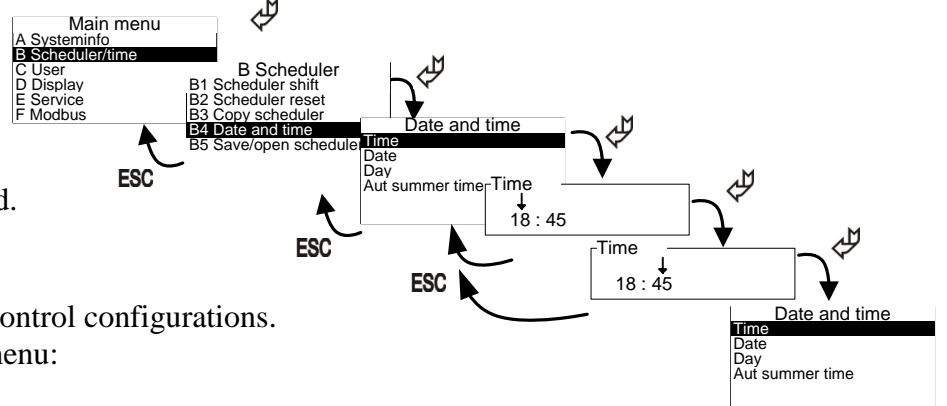 Main menu
A Systeminfo
B Scheduler/time
C User
D Display
E Service
F Modbus
B Scheduler
B1 Scheduler shift
B2 Scheduler reset
B3 Copy scheduler
B4 Date and time
B5 Save/open scheduler
ESC
Date and time
Time
Date
Day
Aut summer time
ESC
Time
18 : 45
ESC
Time
18 : 45
Date and time
Time
Date
Day
Aut summer time
d.
ontrol configurations.
nenu: